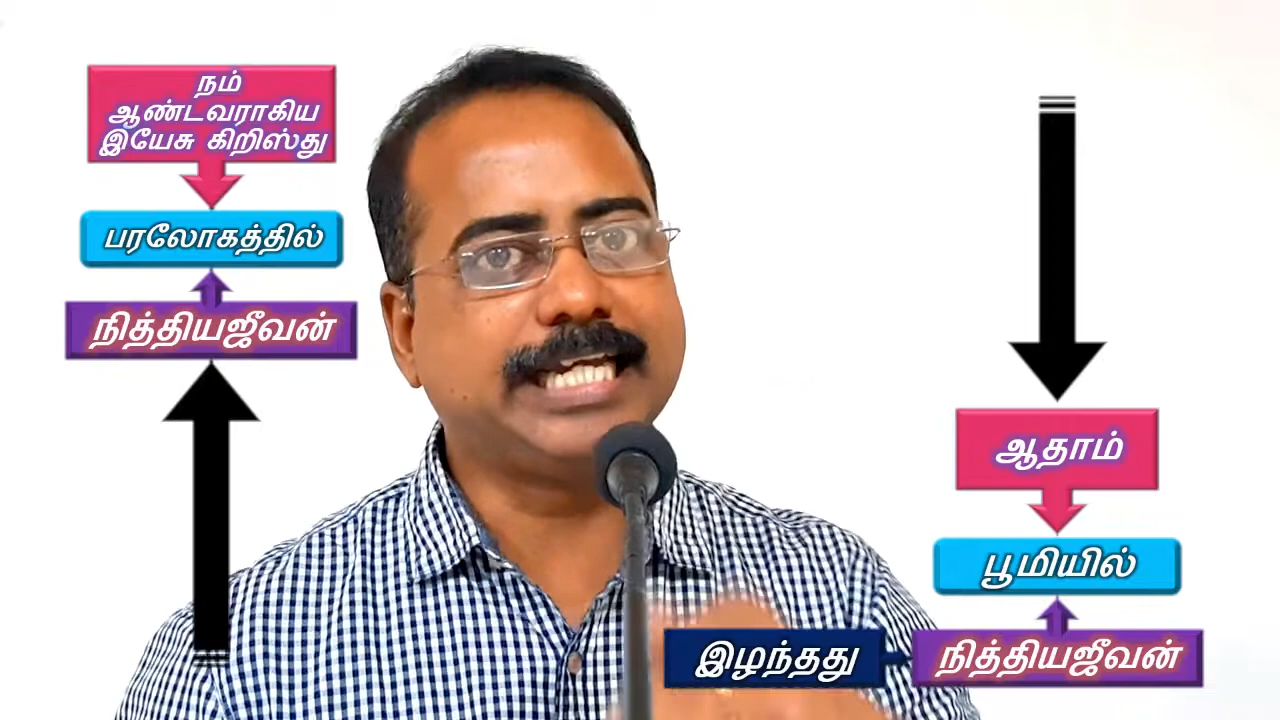 நம்
ஆண்டவராகிய
இயேசு கிறிஸ்து
பரலோகத்தில்
நித்தியஜீவன்
ஆதாம்
பூமியில்
இழந்தது
நித்தியஜீவன்